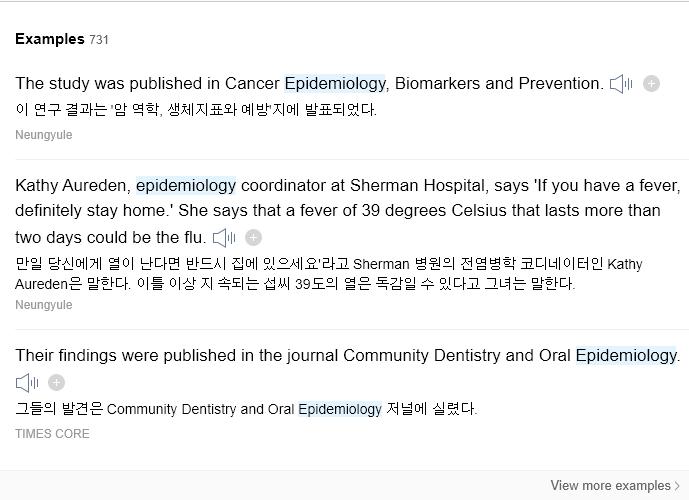 Examples 731
The study was published in Cancer Epidemiology, Biomarkers and Prevention.
이 연구 결과는 '암 역학, 생체지표와 예방'지에 발표되었다.
Neungyule
Kathy Aureden, epidemiology coordinator at Sherman Hospital, says 'If you have a fever,
definitely stay home.' She says that a fever of 39 degrees Celsius that lasts more than
two days could be the flu.
만일 당신에게 열이 난다면 반드시 집에 있으세요'라고 Sherman 병원의 전염병학 코디네이터인 Kathy
Aureden은 말한다. 이틀 이상 지 속되는 섭씨 39도의 열은 독감일 수 있다고 그녀는 말한다.
Neungyule
Their findings were published in the journal Community Dentistry and Oral Epidemiology.
그들의 발견은 Community Dentistry and Oral Epidemiology 저널에 실렸다.
TIMES CORE
View more examples